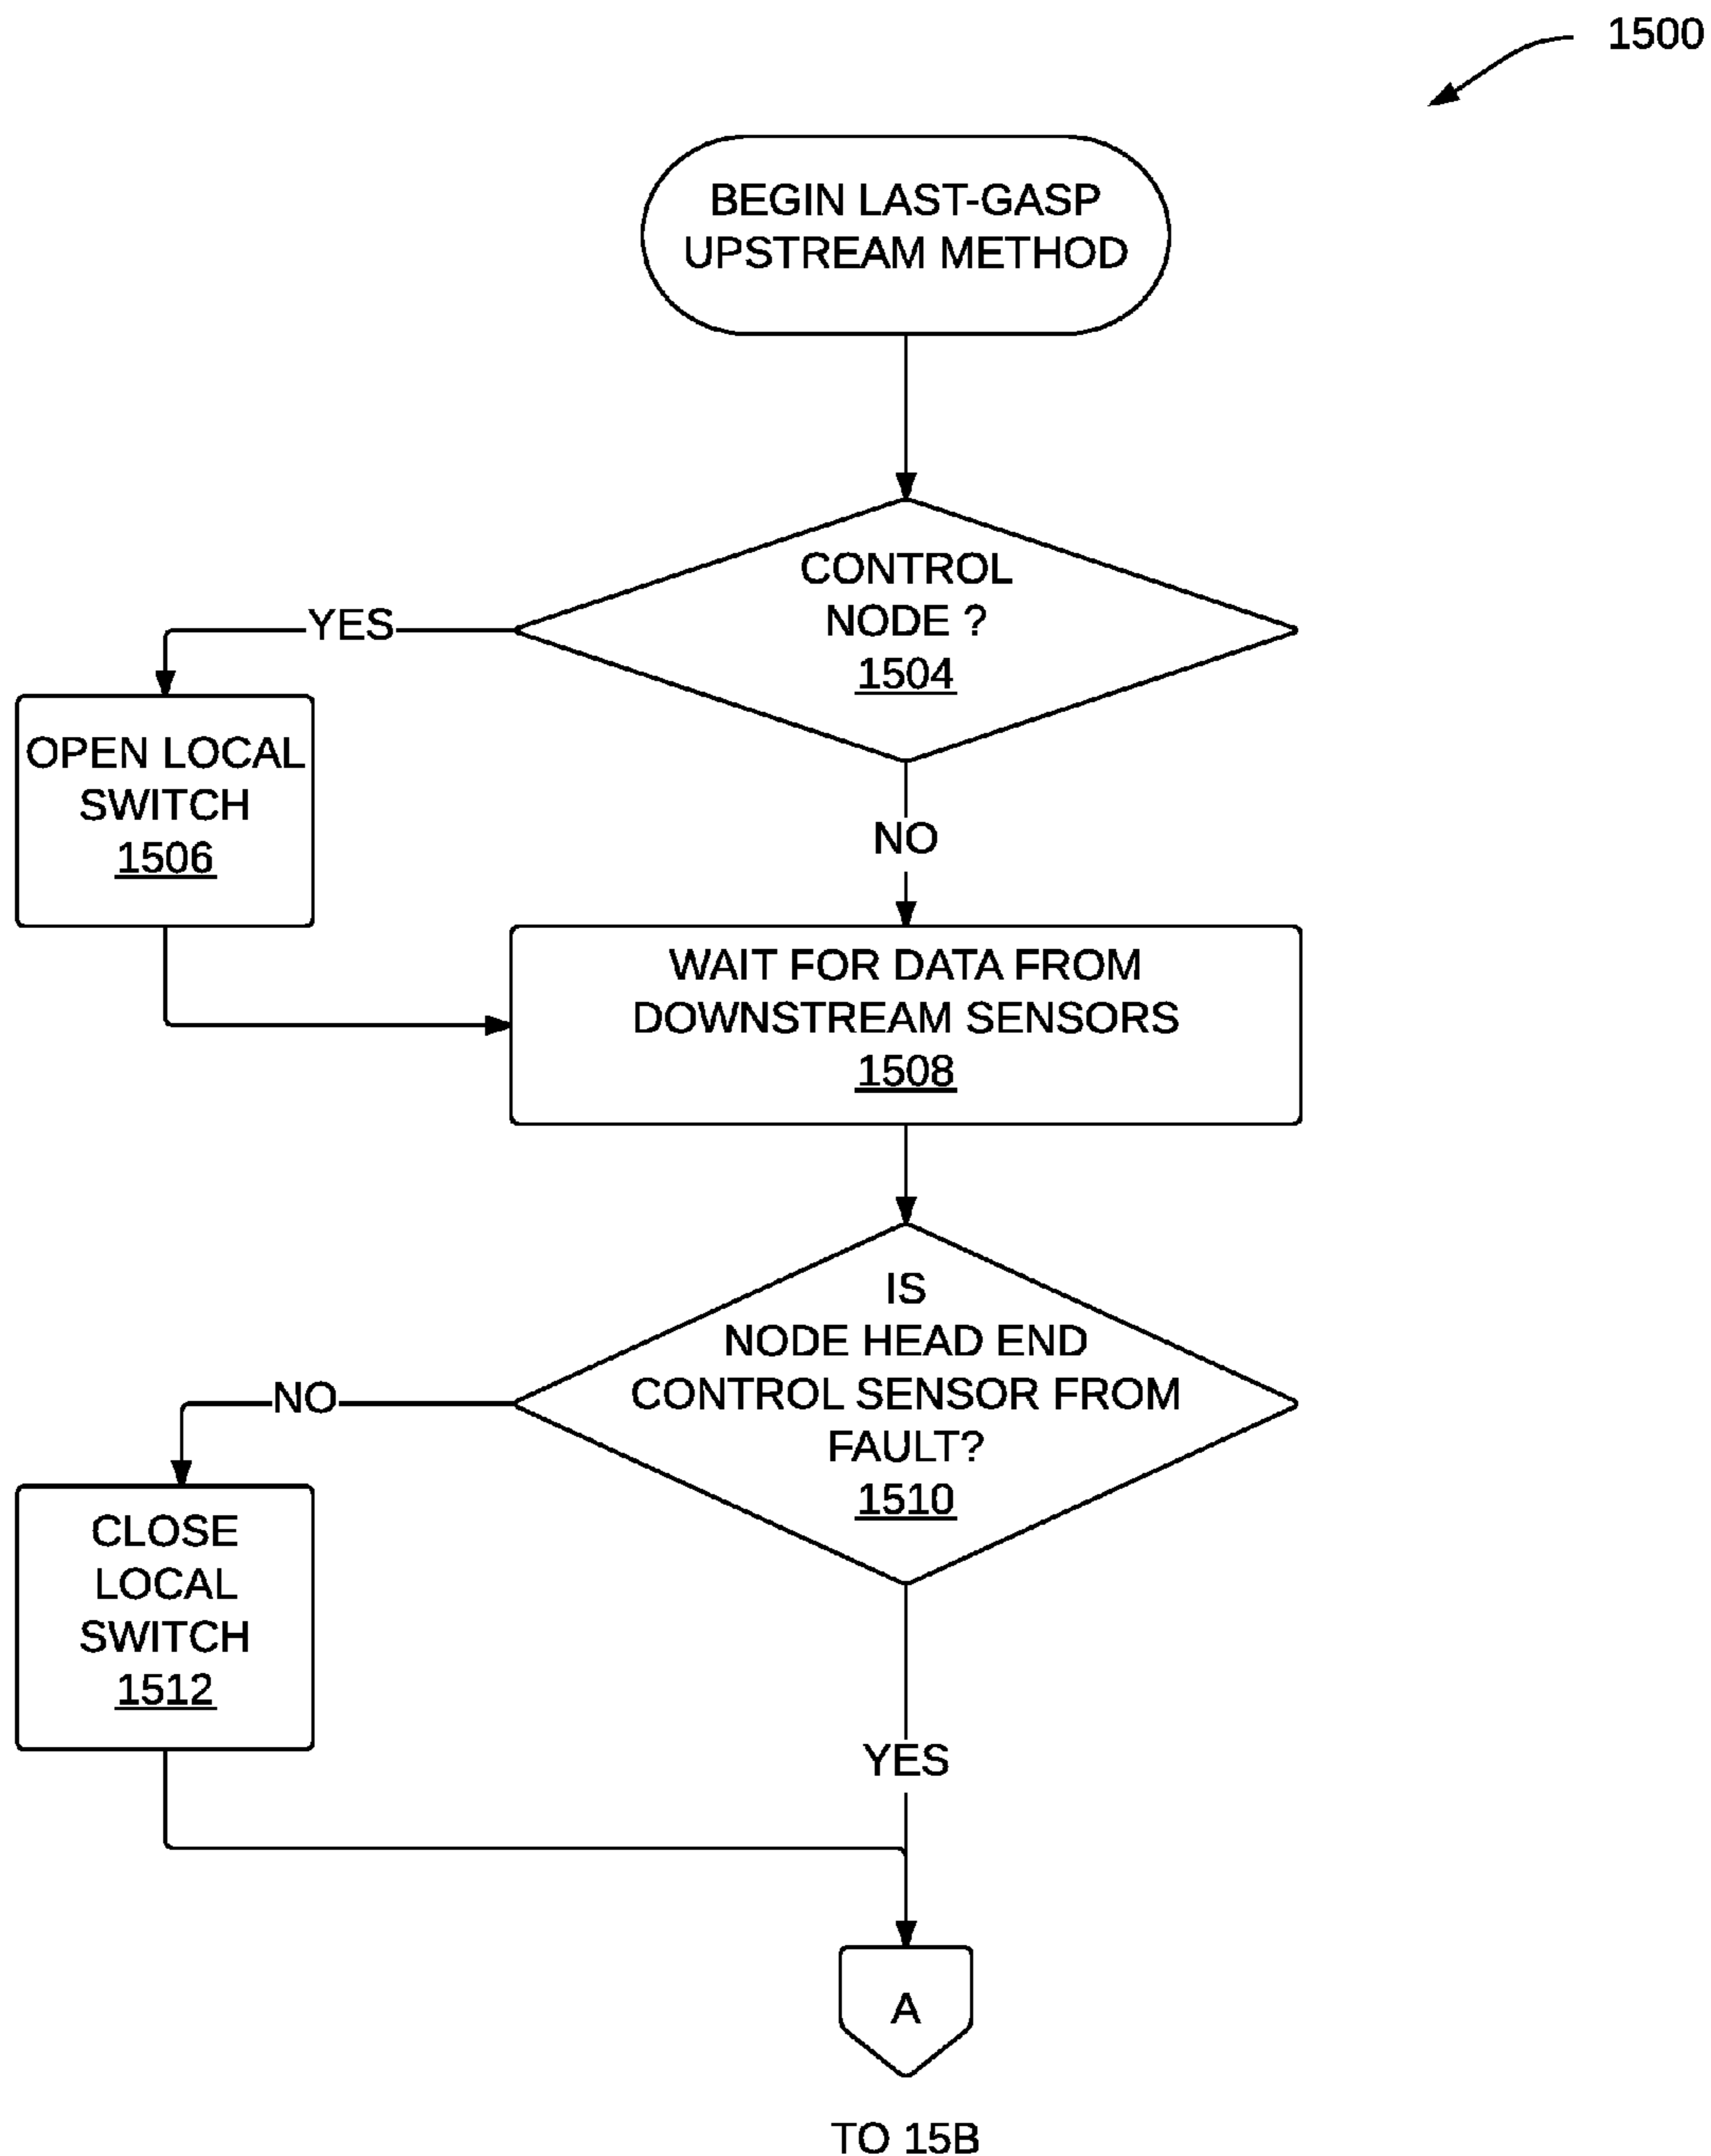 1500
BEGIN LAST-GASP
UPSTREAM METHOD
CONTROL
NODE ?
1504
YES
OPEN LOCAL
SWITCH
1506
NO
WAIT FOR DATA FROM
DOWNSTREAM SENSORS
1508
IS
NODE HEAD END
CONTROL SENSOR FROM
FAULT?
1510
NO
CLOSE
LOCAL
SWITCH
1512
YES
A
TO 15B